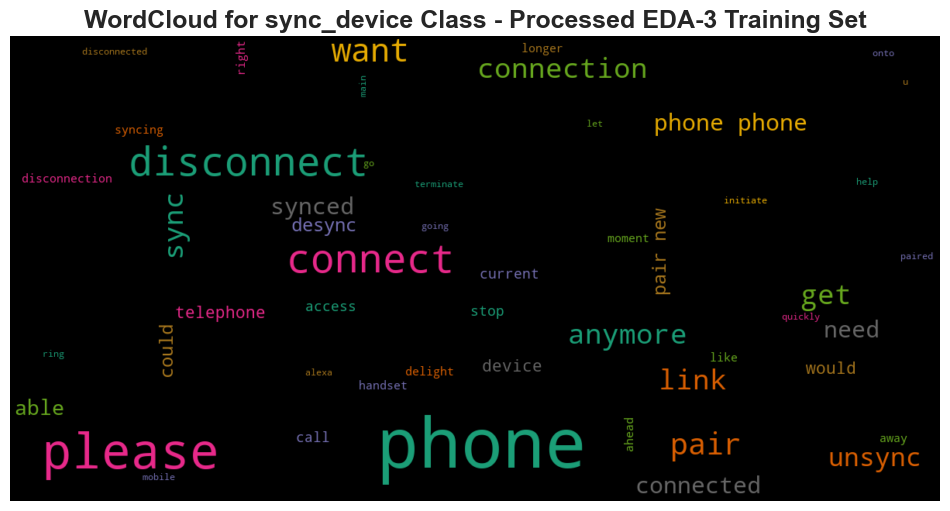 WordCloud for sync_device Class - Processed EDA-3 Training Set
disconnected
right
want
longer
connection
onto
main
u
syncing
let
phone phone
disconnect
go
disconnection
terminate
help
sync
synced
desync
going
initiate
pair new
moment
connect
current
paired
telephone
access
stop
get
quickly
need
anymore
could
ring
alexa
delight
handset
device
like
link
would
able
please
mobile
call
phone
ahead
pair
away
unsync
connected